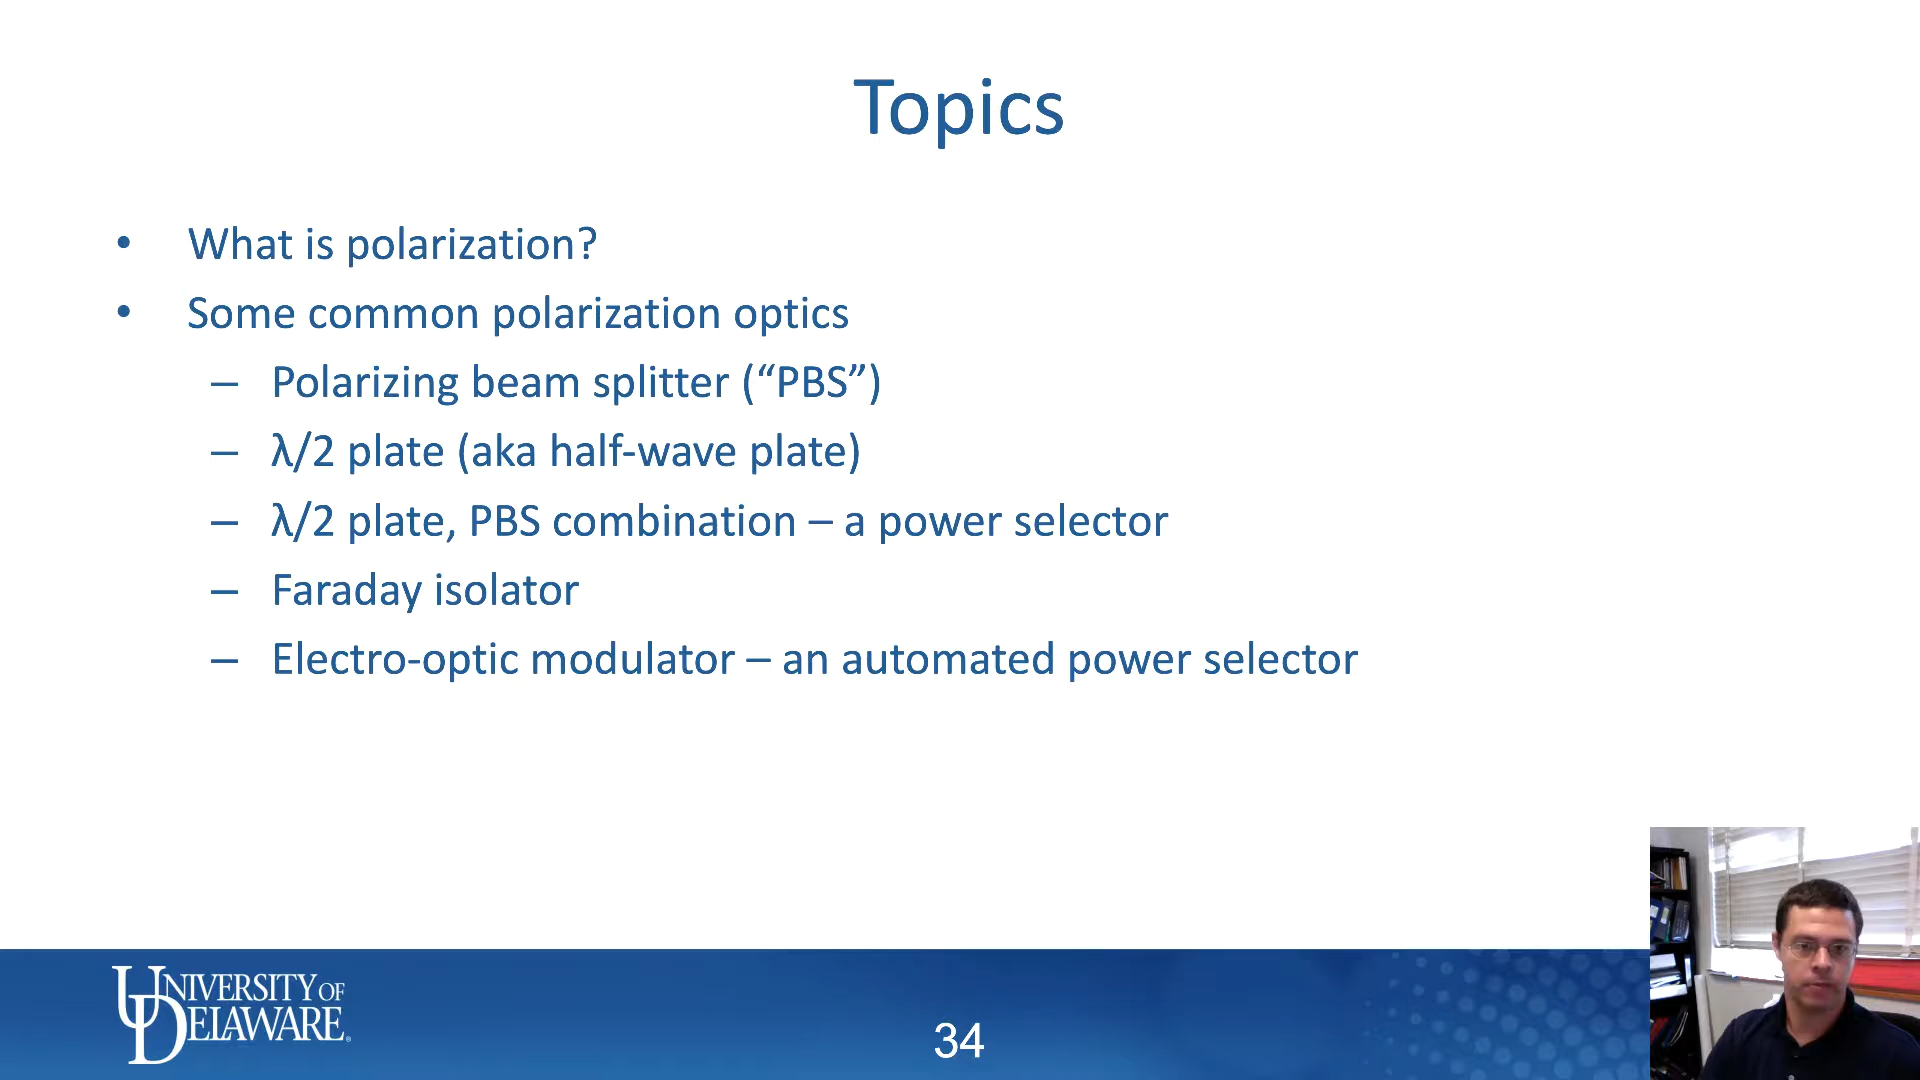 Topics
• What is polarization?
• Some common polarization optics
– Polarizing beam splitter (“PBS”)
– λ/2 plate (aka half-wave plate)
– λ/2 plate, PBS combination – a power selector
– Faraday isolator
– Electro-optic modulator – an automated power selector
UNIVERSITY OF
DELAWARE®
34